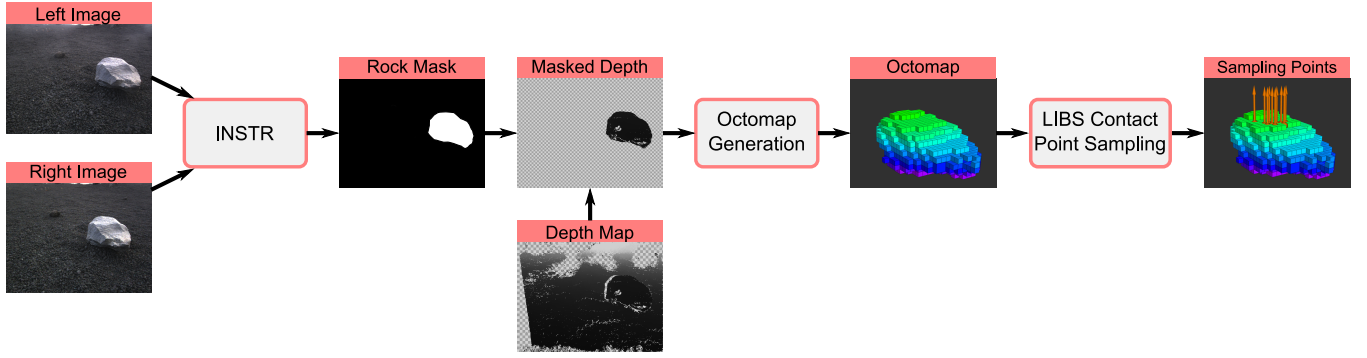 Left Image
Right Image
INSTR
Rock Mask
Masked Depth
Depth Map
Octomap
Generation
Octomap
LIBS Contact
Point Sampling
Sampling Points